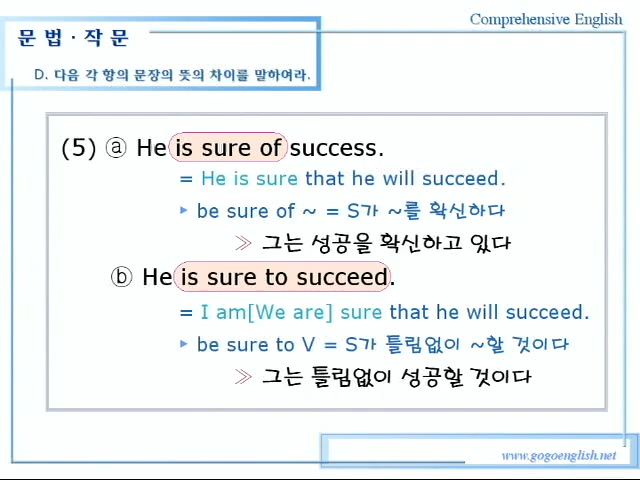 Comprehensive English
문 법 · 작 문
D. 다음 각 항의 문장의 뜻의 차이를 말하여라.
(5) ⓐ He is sure of success.
= He is sure that he will succeed.
▸ be sure of ~ = S가 ~를 확신하다
≫ 그는 성공을 확신하고 있다
ⓑ He is sure to succeed.
= I am[We are] sure that he will succeed.
▸ be sure to V = S가 틀림없이 ~할 것이다
≫ 그는 틀림없이 성공할 것이다
www.gogoenglish.net